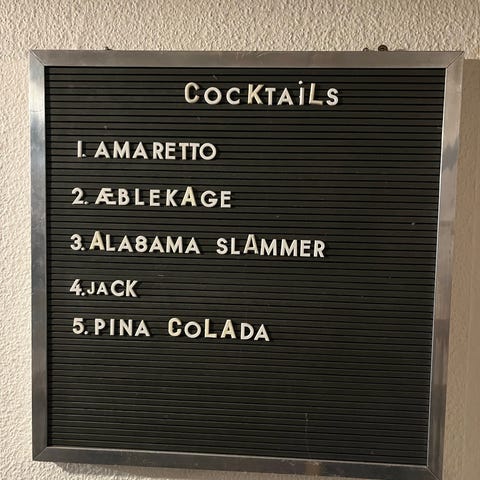 COCKTAiLS
1. AMARETTO
2. ÆBLEKAGE
3. ALA8AMA SLAMMER
4. JACK
5. PINA COLADA